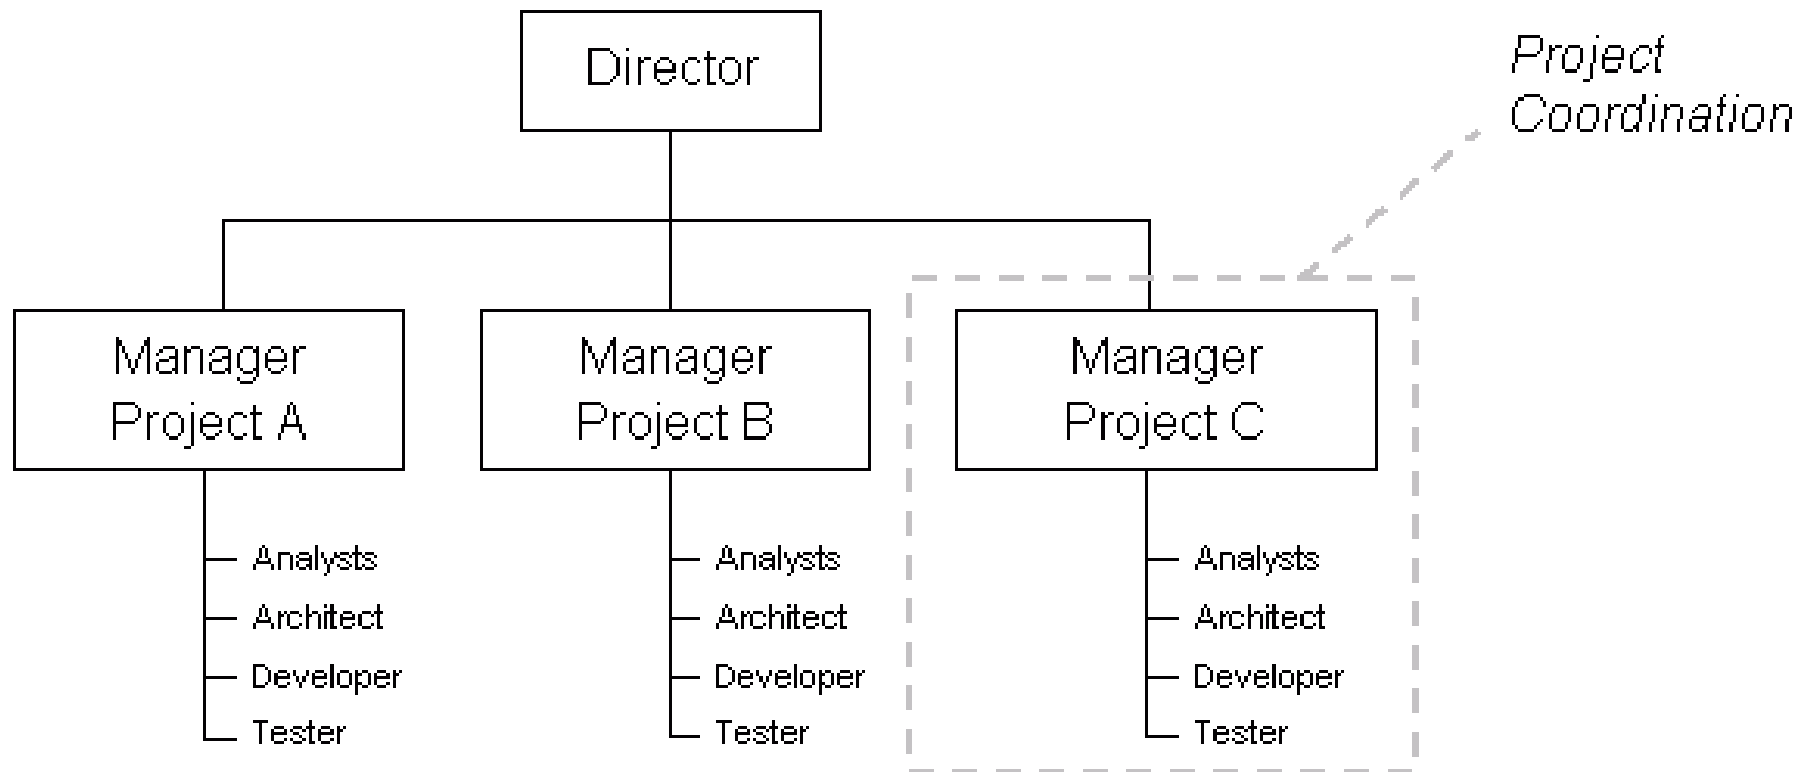 Director
Project
Coordination
Manager
Project A
Manager
Project B
Manager
Project C
Analysts
Architect
Developer
Tester
Analysts
Architect
Developer
Tester
Analysts
Architect
Developer
Tester